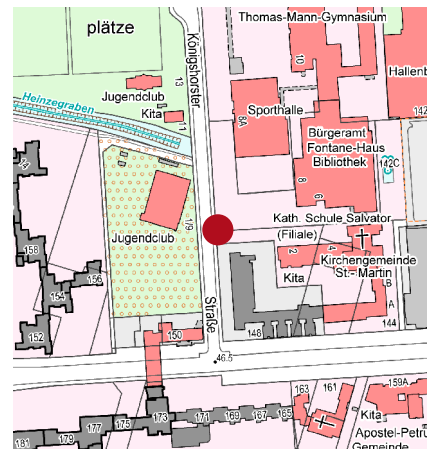 plätze
Thomas-Mann-Gymnasium
Königshorster
Straße
Heinzegraben
Jugendclub
Kita
13
11
10
Hallenb
Sporthalle
8A
Bürgeramt
Fontane-Haus
Bibliothek
142C
8
6
1/9
Jugendclub
Kath. Schule Salvator
(Filiale)
2
4
Kirchengemeinde
St.- Martin
Kita
LB
144
158
156
154
152
150
148
46.5
163
161
159A
Kita
Apostel-Petru
Gemeinde
181
179
177
175
173
171
169
167
165